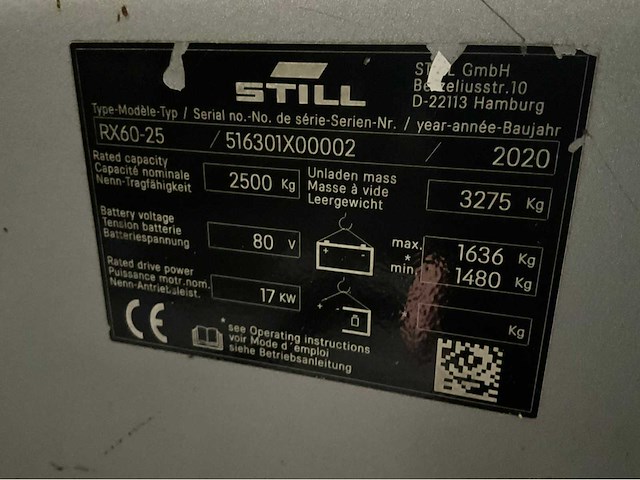 STILL
STILL GmbH
Berzeliusstr.10
D-22113 Hamburg
Type-Modèle-Typ / Serial no.-No. de série-Serien-Nr. / year-année-Baujahr
RX60-25 / 516301X00002 / 2020
Rated capacity
Capacité nominale
Nenn-Tragfähigkeit
2500 Kg
Unladen mass
Masse à vide
Leergewicht
3275 Kg
Battery voltage
Tension batterie
Batteriespannung
80 V
max. 1636 Kg
*
min. 1480 Kg
Rated drive power
Puissance motr.nom.
Nenn-Antriebsleist.
17 KW
Kg
CE
* see Operating instructions
voir Mode d'emploi
siehe Betriebsanleitung